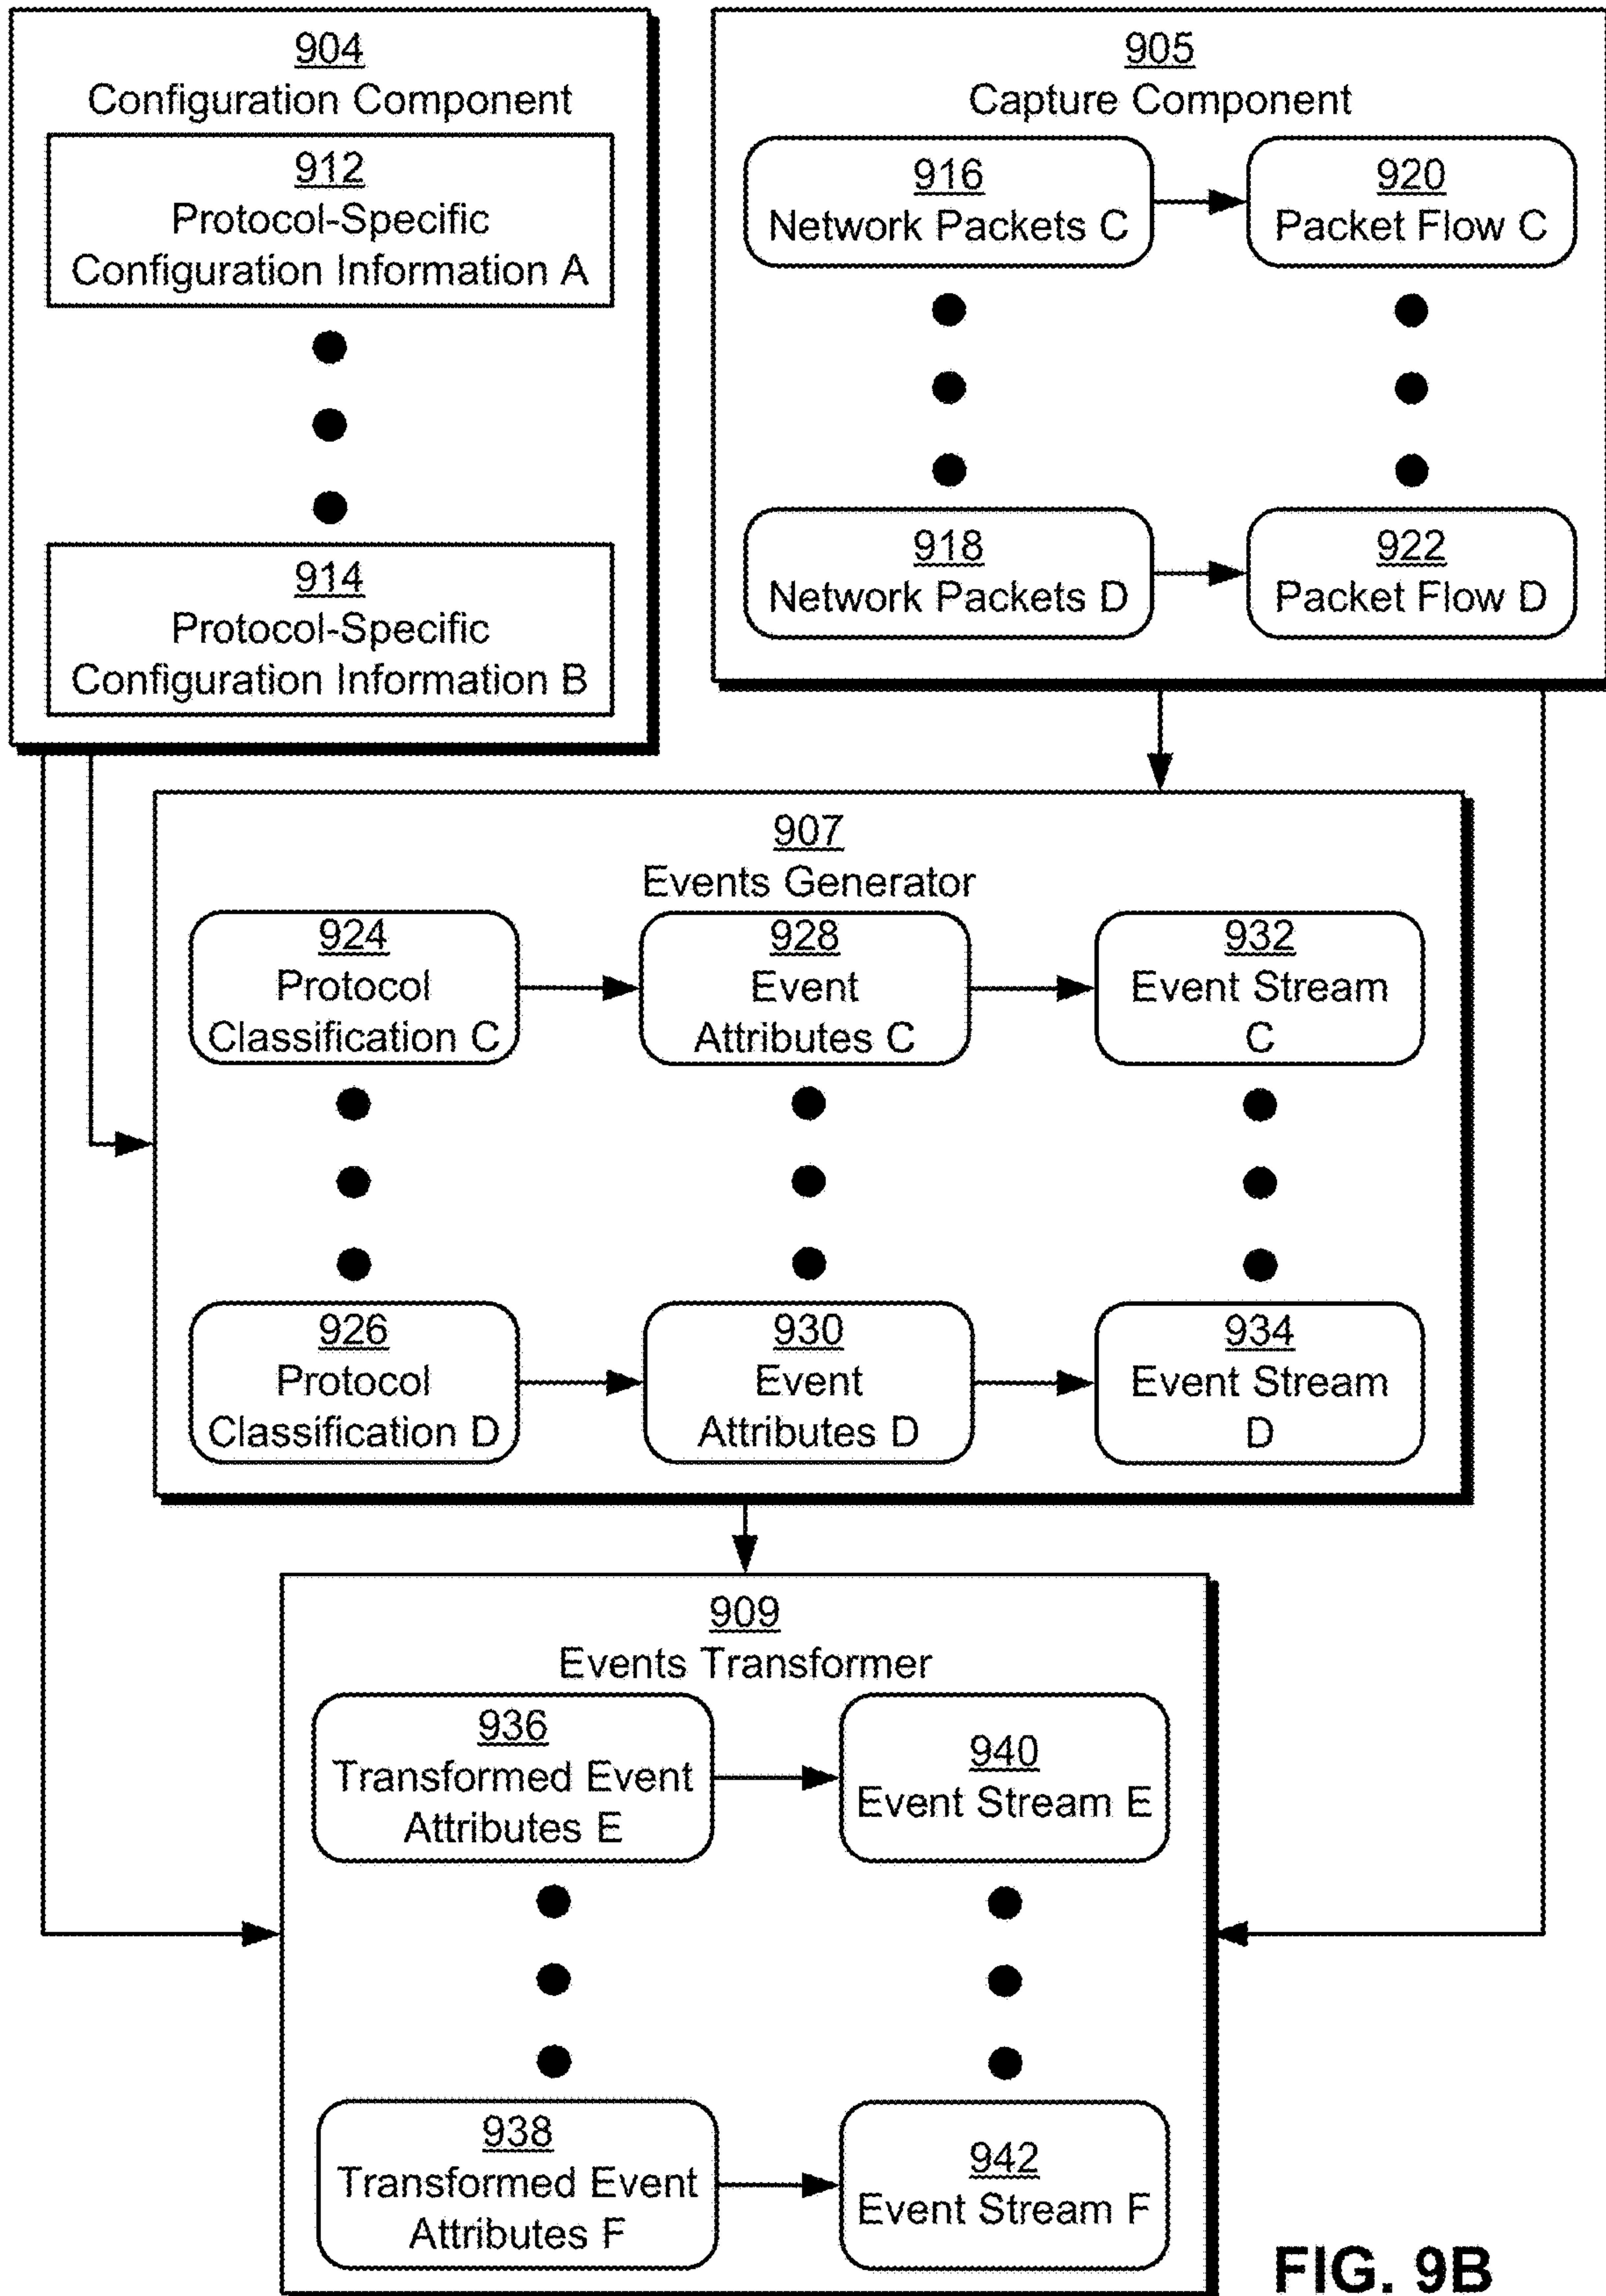 904
Configuration Component
912
Protocol-Specific
Configuration Information A
914
Protocol-Specific
Configuration Information B
905
Capture Component
916
Network Packets C
920
Packet Flow C
918
Network Packets D
922
Packet Flow D
907
Events Generator
924
Protocol
Classification C
928
Event
Attributes C
932
Event Stream
C
926
Protocol
Classification D
930
Event
Attributes D
934
Event Stream
D
909
Events Transformer
936
Transformed Event
Attributes E
940
Event Stream E
938
Transformed Event
Attributes F
942
Event Stream F
FIG. 9B